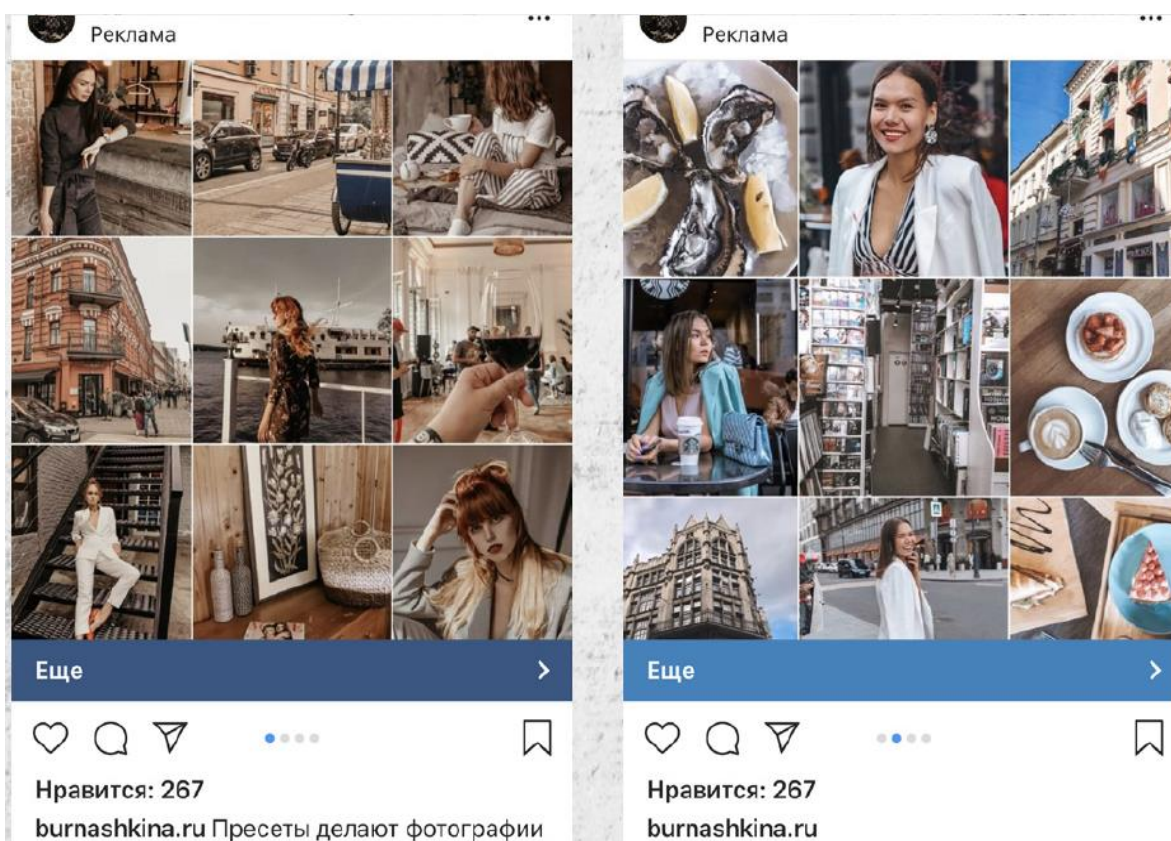 Реклама
Еще
Нравится: 267
burnashkina.ru Пресеты делают фотографии
Реклама
Еще
Нравится: 267
burnashkina.ru